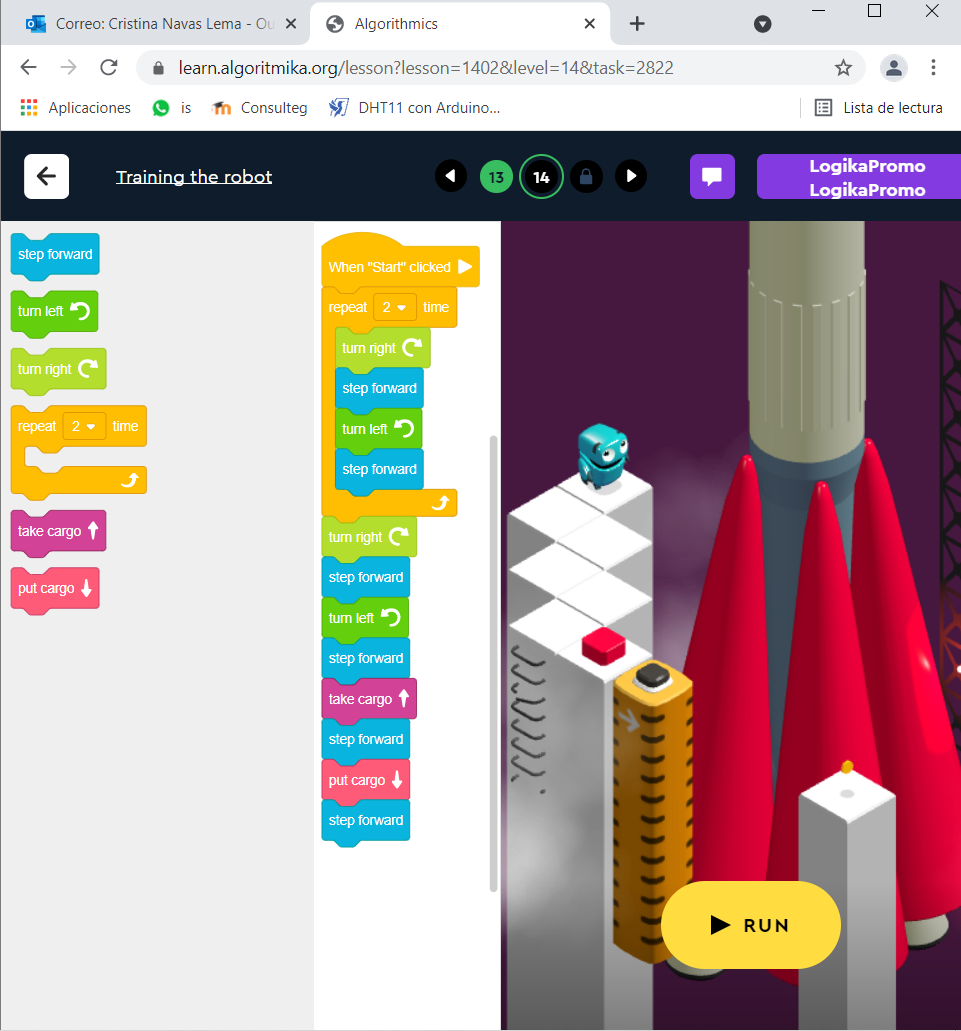 Correo: Cristina Navas Lema - Ou
Algorithmics
learn.algoritmika.org/lesson?lesson=1402&level=14&task=2822
Aplicaciones
is
Consulteg
DHT11 con Arduino...
Lista de lectura
Training the robot
13
14
LogikaPromo
LogikaPromo
step forward
turn left
turn right
repeat 2 time
take cargo
put cargo
When "Start" clicked
repeat 2 time
turn right
step forward
turn left
step forward
turn right
step forward
turn left
step forward
take cargo
step forward
put cargo
step forward
RUN